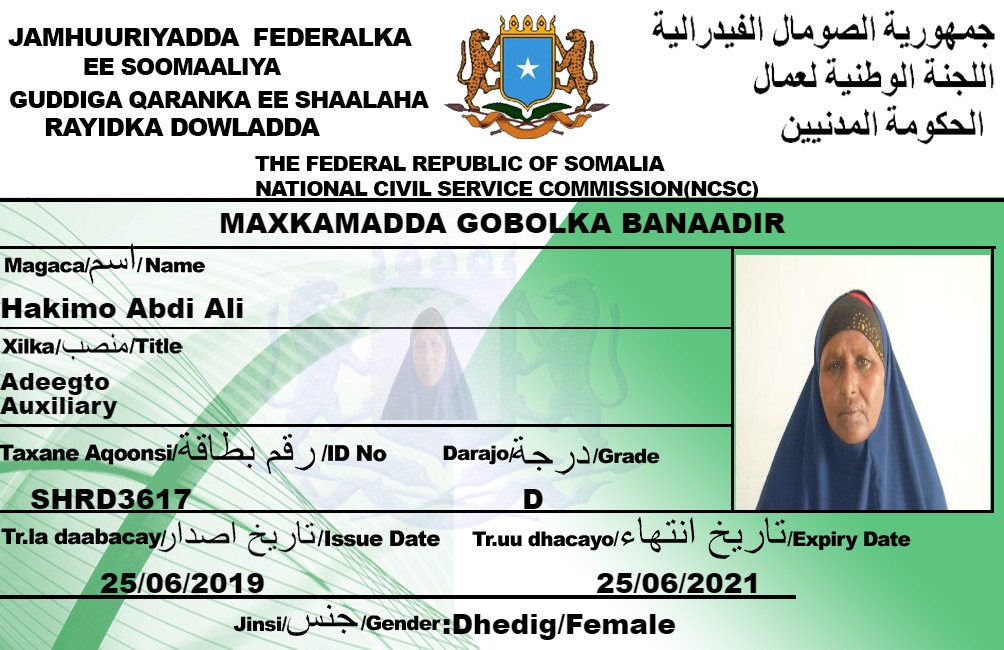 JAMHUURIYADDA FEDERALKA
EE SOOMAALIYA
GUDDIGA QARANKA EE SHAALAHA
RAYIDKA DOWLADDA
جمهورية الصومال الفيدرالية
اللجنة الوطنية لعمال
الحكومة المدنيين
THE FEDERAL REPUBLIC OF SOMALIA
NATIONAL CIVIL SERVICE COMMISSION(NCSC)
MAXKAMADDA GOBOLKA BANAADIR
Magaca/اسم/Name
Hakimo Abdi Ali
Xilka/منصب/Title
Adeegto
Auxiliary
Taxane Aqoonsi/رقم بطاقة/ID No
Darajo/درجة/Grade
SHRD3617
D
Tr.la daabacay/تاريخ اصدار/Issue Date
Tr.uu dhacayo/تاريخ انتهاء/Expiry Date
25/06/2019
25/06/2021
Jinsi/جنس/Gender:Dhedig/Female